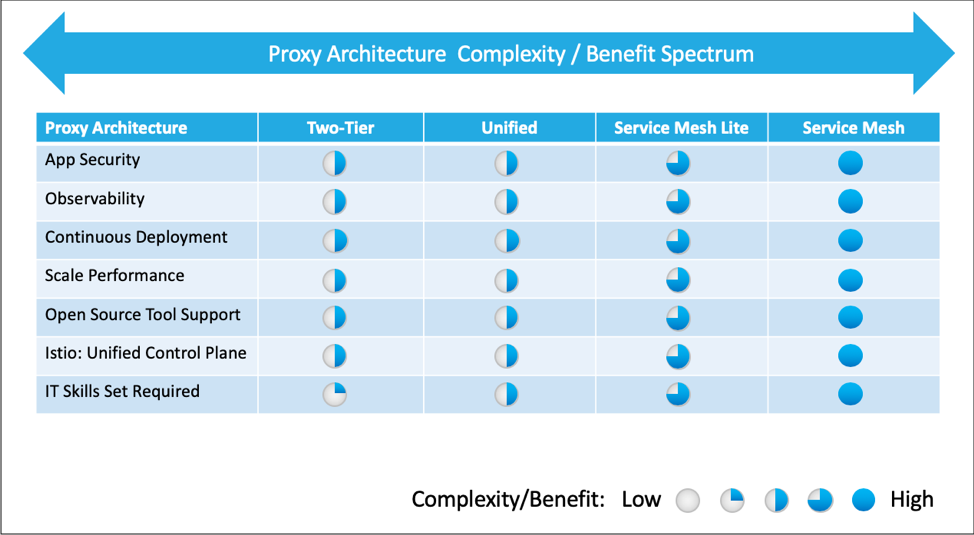 Proxy Architecture Complexity / Benefit Spectrum
Proxy Architecture Two-Tier Unified Service Mesh Lite Service Mesh
App Security
Observability
Continuous Deployment
Scale Performance
Open Source Tool Support
Istio: Unified Control Plane
IT Skills Set Required
Complexity/Benefit: Low High